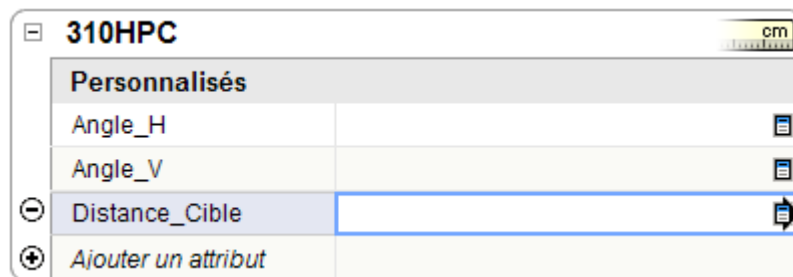 310HPC
cm
Personnalisés
Angle_H
Angle_V
Distance_Cible
Ajouter un attribut